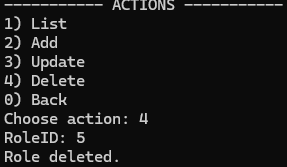 ----------- ACTIONS -----------
1) List
2) Add
3) Update
4) Delete
0) Back
Choose action: 4
RoleID: 5
Role deleted.